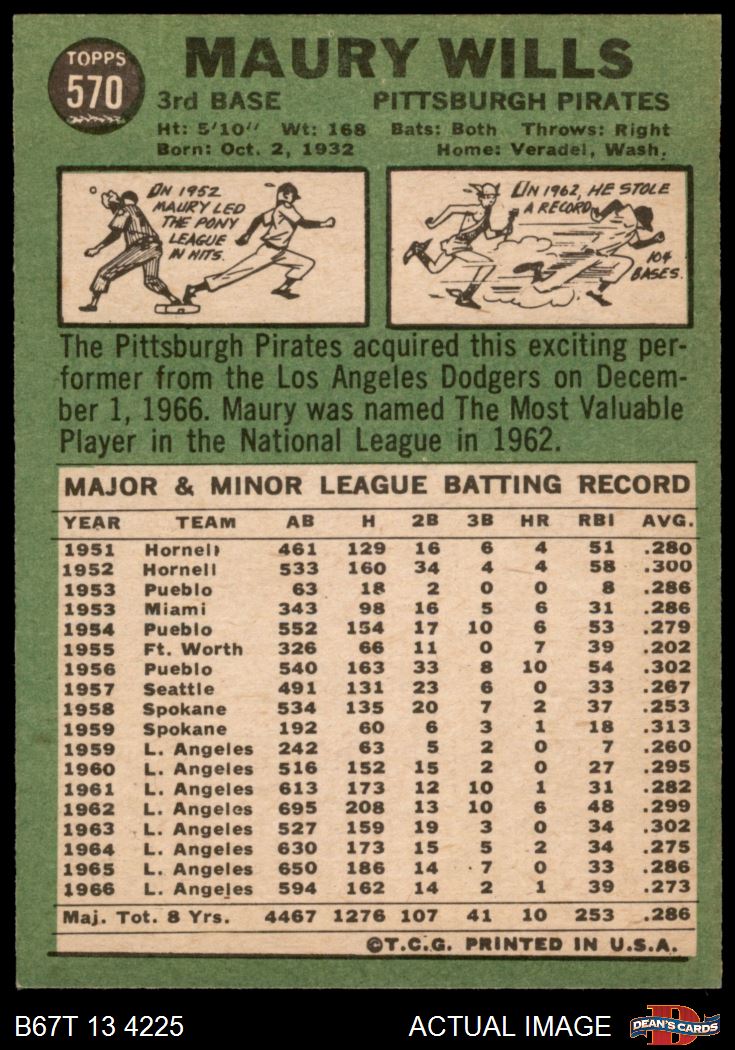 TOPPS
570
MAURY WILLS
3rd BASE PITTSBURGH PIRATES
Ht: 5'10" Wt: 168 Bats: Both Throws: Right
Born: Oct. 2, 1932 Home: Veradel, Wash.
ON 1952
MAURY LED
THE PONY
LEAGUE
IN HITS.
IN 1962, HE STOLE
A RECORD
104
BASES.
The Pittsburgh Pirates acquired this exciting per-
former from the Los Angeles Dodgers on Decem-
ber 1, 1966. Maury was named The Most Valuable
Player in the National League in 1962.
MAJOR & MINOR LEAGUE BATTING RECORD
YEAR TEAM AB H 2B 3B HR RBI AVG.
1951 Hornell 461 129 16 6 4 51 .280
1952 Hornell 533 160 34 4 4 58 .300
1953 Pueblo 63 18 2 0 0 8 .286
1953 Miami 343 98 16 5 6 31 .286
1954 Pueblo 552 154 17 10 6 53 .279
1955 Ft. Worth 326 66 11 0 7 39 .202
1956 Pueblo 540 163 33 8 10 54 .302
1957 Seattle 491 131 23 6 0 33 .267
1958 Spokane 534 135 20 7 2 37 .253
1959 Spokane 192 60 6 3 1 18 .313
1959 L. Angeles 242 63 5 2 0 7 .260
1960 L. Angeles 516 152 15 2 0 27 .295
1961 L. Angeles 613 173 12 10 1 31 .282
1962 L. Angeles 695 208 13 10 6 48 .299
1963 L. Angeles 527 159 19 3 0 34 .302
1964 L. Angeles 630 173 15 5 2 34 .275
1965 L. Angeles 650 186 14 7 0 33 .286
1966 L. Angeles 594 162 14 2 1 39 .273
Maj. Tot. 8 Yrs. 4467 1276 107 41 10 253 .286
©T.C.G. PRINTED IN U.S.A.
B67T 13 4225 ACTUAL IMAGE
DEAN'S CARDS